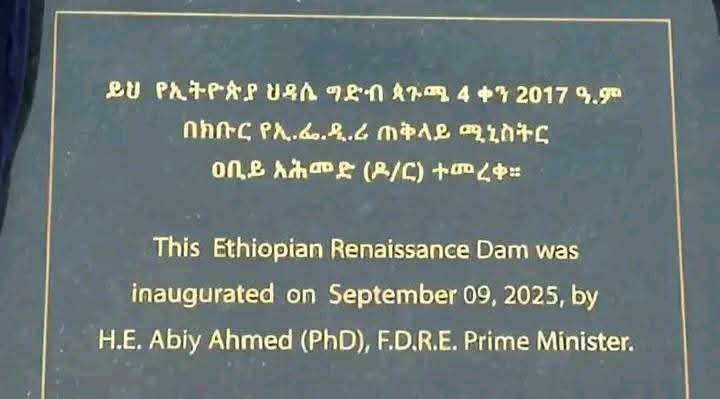 ይህ የኢትዮጵያ ህዳሴ ግድብ ጳጉሜ 4 ቀን 2017 ዓ.ም
በክቡር የኢ.ፌ.ዲ.ሪ ጠቅላይ ሚኒስትር
ዐቢይ አሕመድ (ዶ/ር) ተመረቀ።
This Ethiopian Renaissance Dam was
inaugurated on September 09, 2025, by
H.E. Abiy Ahmed (PhD), F.D.R.E. Prime Minister.